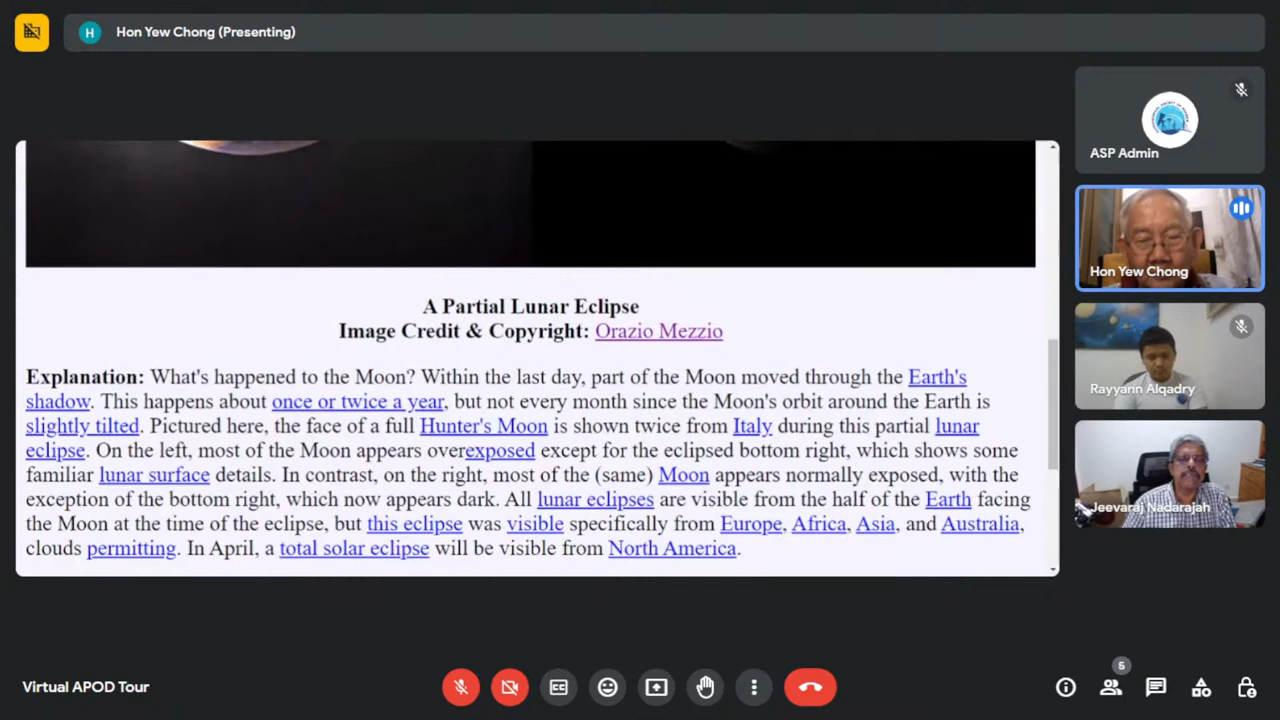 H
Hon Yew Chong (Presenting)
ASP Admin
Hon Yew Chong
Rayyann Alqadry
Jeevaraj Nadarajah
A Partial Lunar Eclipse
Image Credit & Copyright: Orazio Mezzio
Explanation: What's happened to the Moon? Within the last day, part of the Moon moved through the Earth's
shadow. This happens about once or twice a year, but not every month since the Moon's orbit around the Earth is
slightly tilted. Pictured here, the face of a full Hunter's Moon is shown twice from Italy during this partial lunar
eclipse. On the left, most of the Moon appears overexposed except for the eclipsed bottom right, which shows some
familiar lunar surface details. In contrast, on the right, most of the (same) Moon appears normally exposed, with the
exception of the bottom right, which now appears dark. All lunar eclipses are visible from the half of the Earth facing
the Moon at the time of the eclipse, but this eclipse was visible specifically from Europe, Africa, Asia, and Australia,
clouds permitting. In April, a total solar eclipse will be visible from North America.
Virtual APOD Tour
5